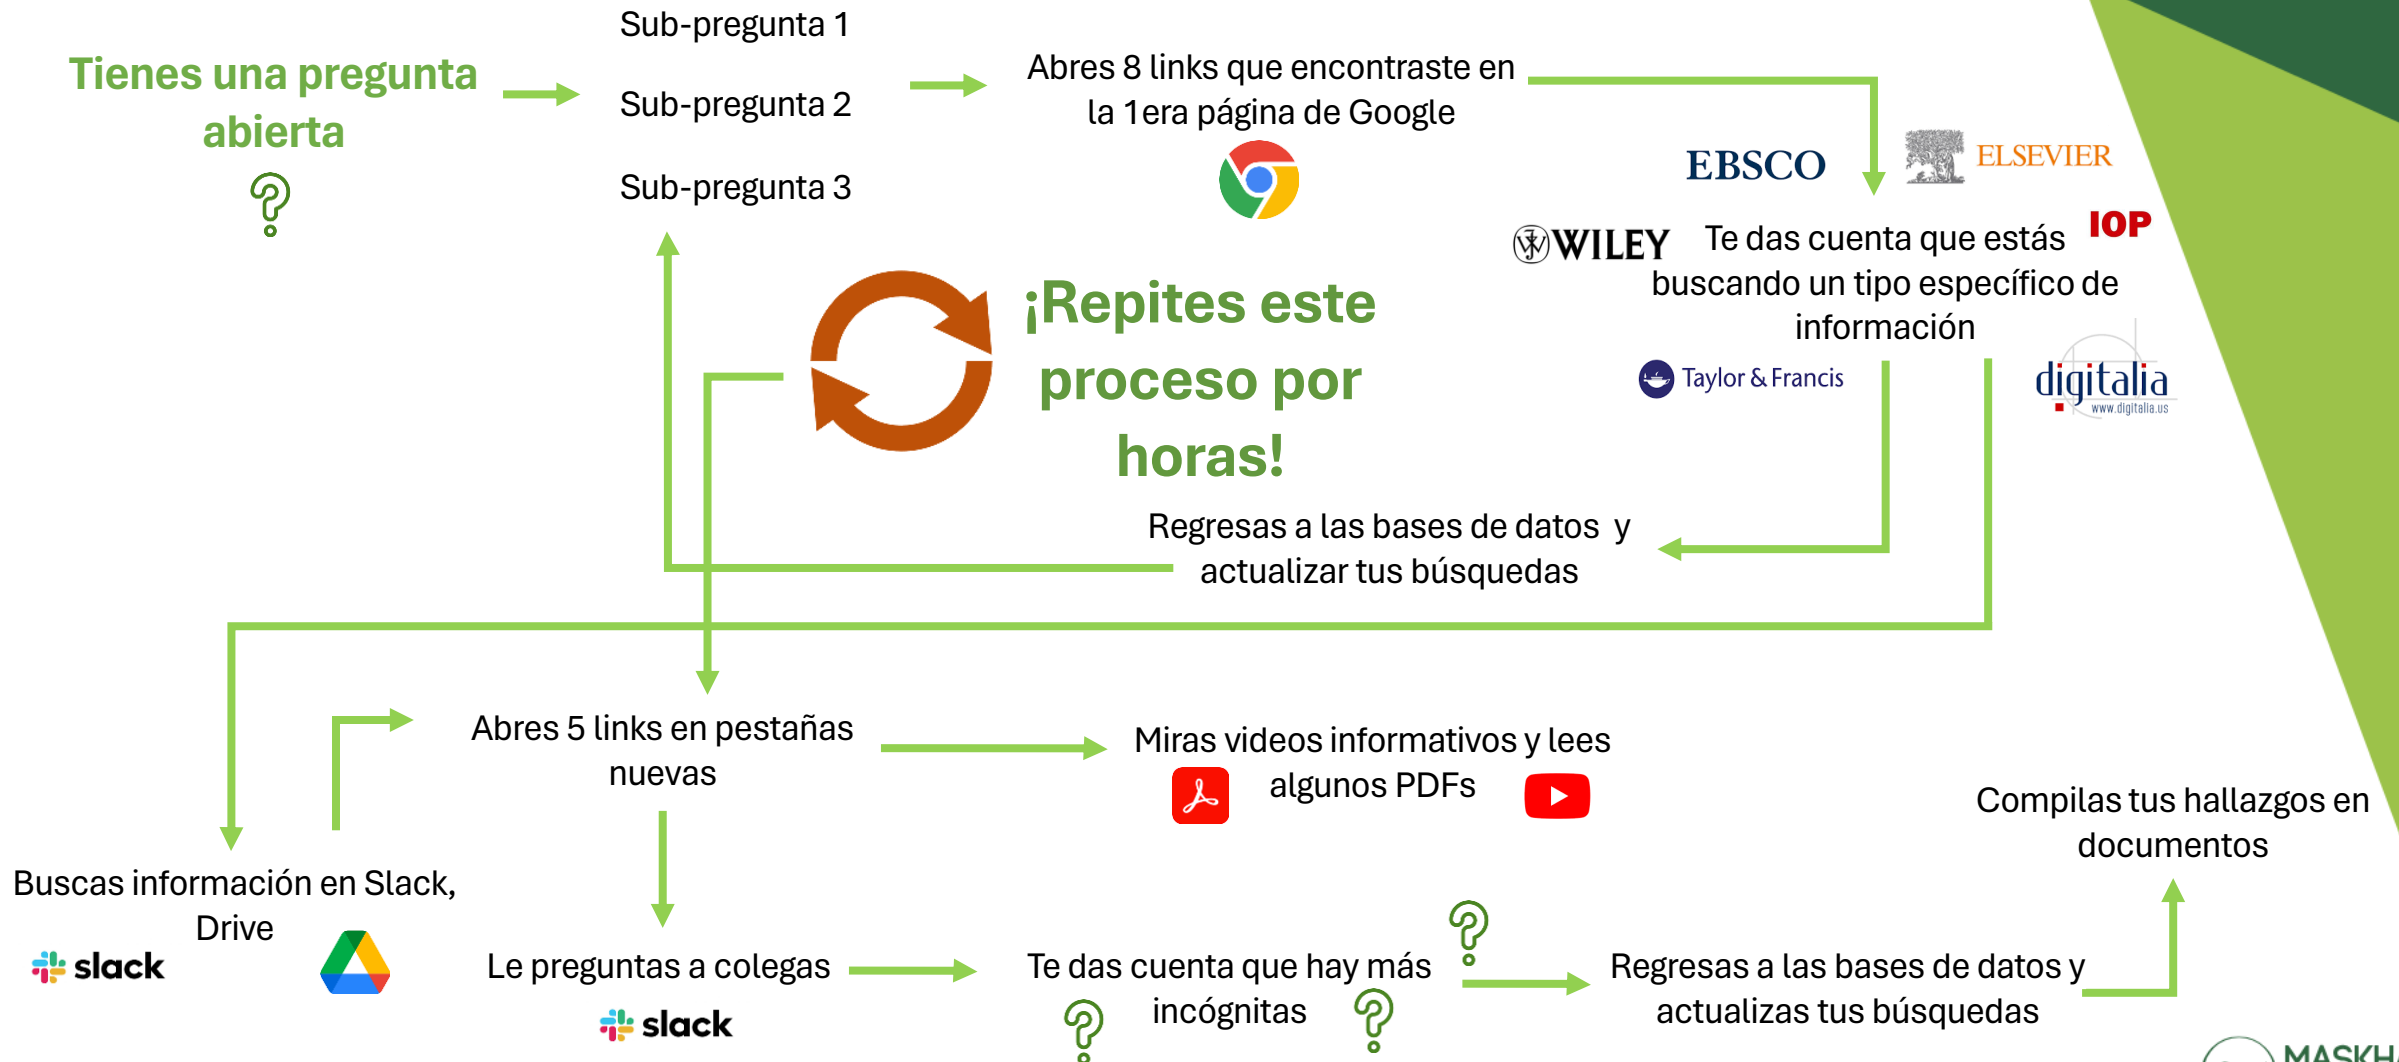 Tienes una pregunta
abierta
Sub-pregunta 1
Sub-pregunta 2
Sub-pregunta 3
Abres 8 links que encontraste en
la 1era página de Google
EBSCO
ELSEVIER
WILEY
IOP
Te das cuenta que estás
buscando un tipo específico de
información
Taylor & Francis
digitalia
www.digitalia.us
¡Repites este
proceso por
horas!
Regresas a las bases de datos y
actualizar tus búsquedas
Abres 5 links en pestañas
nuevas
Miras videos informativos y lees
algunos PDFs
Compilas tus hallazgos en
documentos
Buscas información en Slack,
Drive
slack
Le preguntas a colegas
slack
Te das cuenta que hay más
incógnitas
Regresas a las bases de datos y
actualizas tus búsquedas